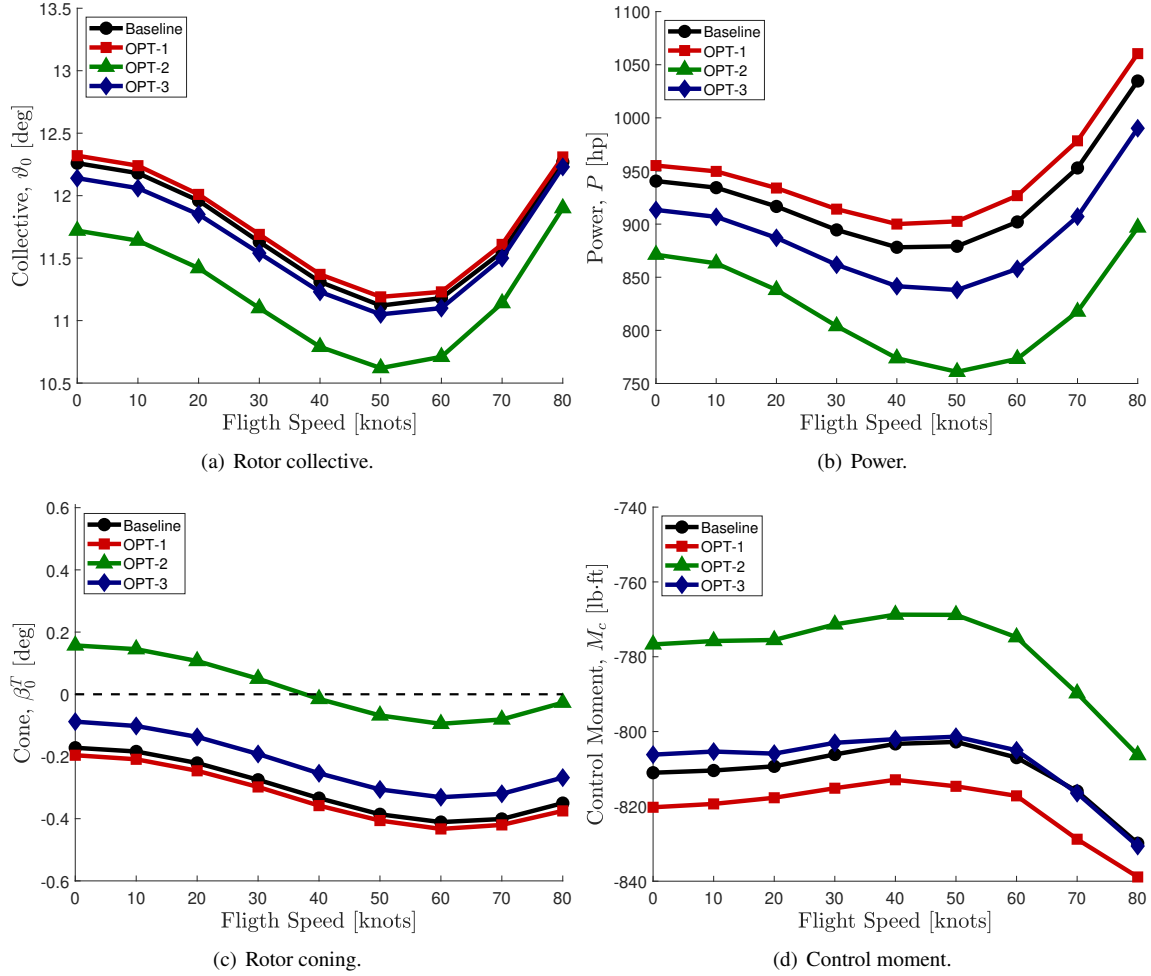 13.5
13
12.5
12
11.5
11
10.5
Collective, ϑ₀ [deg]
Baseline
OPT-1
OPT-2
OPT-3
0 10 20 30 40 50 60 70 80
Fligth Speed [knots]
(a) Rotor collective.
1100
1050
1000
950
900
850
800
750
Power, P [hp]
Baseline
OPT-1
OPT-2
OPT-3
0 10 20 30 40 50 60 70 80
Fligth Speed [knots]
(b) Power.
0.6
0.4
0.2
0
-0.2
-0.4
-0.6
Cone, β₀ᵀ [deg]
Baseline
OPT-1
OPT-2
OPT-3
0 10 20 30 40 50 60 70 80
Fligth Speed [knots]
(c) Rotor coning.
-740
-760
-780
-800
-820
-840
Control Moment, M_c [lb·ft]
Baseline
OPT-1
OPT-2
OPT-3
0 10 20 30 40 50 60 70 80
Flight Speed [knots]
(d) Control moment.